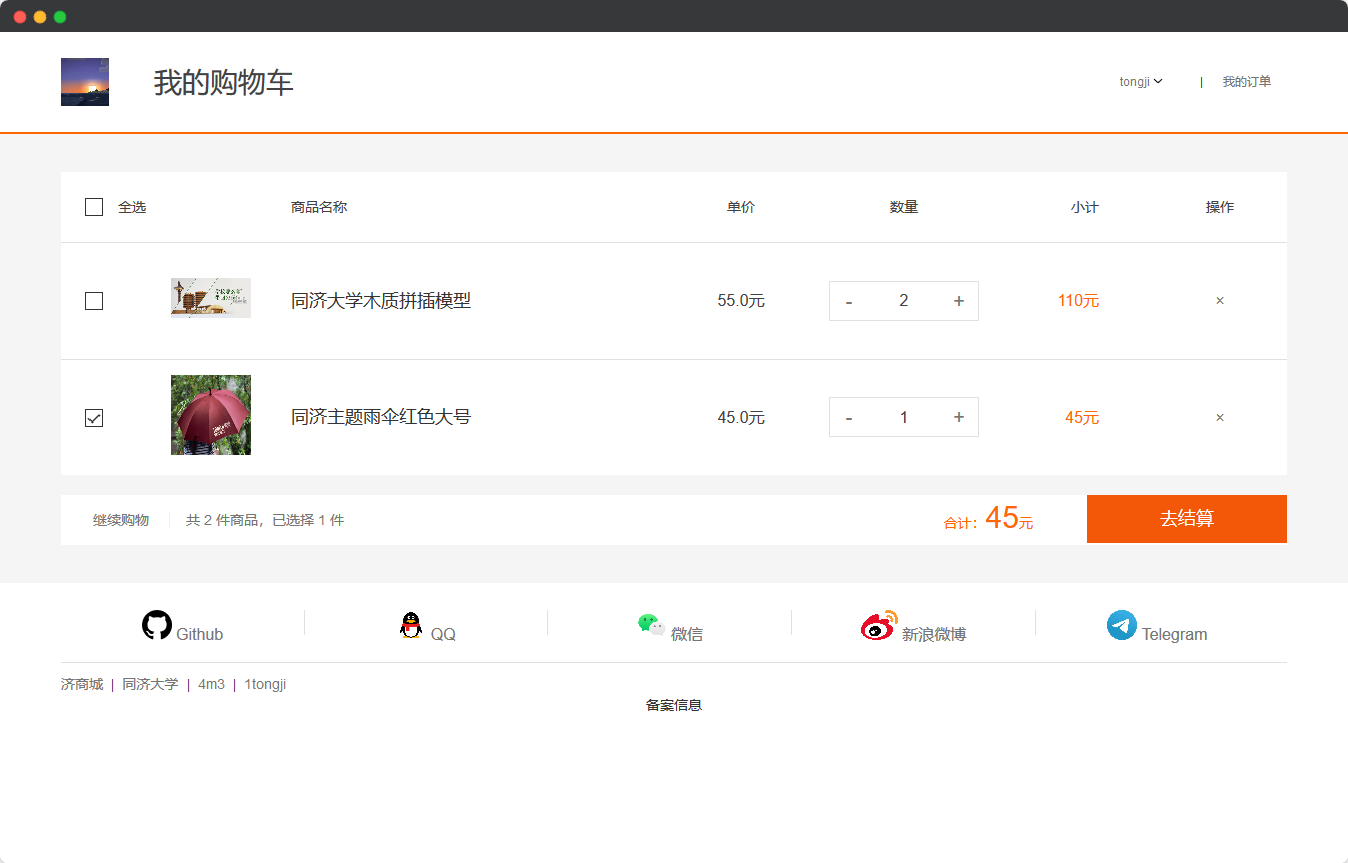 我的购物车
tongji | 我的订单
全选 商品名称 单价 数量 小计 操作
同济大学木质拼插模型 55.0元 - 2 + 110元 ×
同济主题雨伞红色大号 45.0元 - 1 + 45元 ×
继续购物 共 2 件商品，已选择 1 件 合计：45元 去结算
Github QQ 微信 新浪微博 Telegram
济商城 | 同济大学 | 4m3 | 1tongji
备案信息